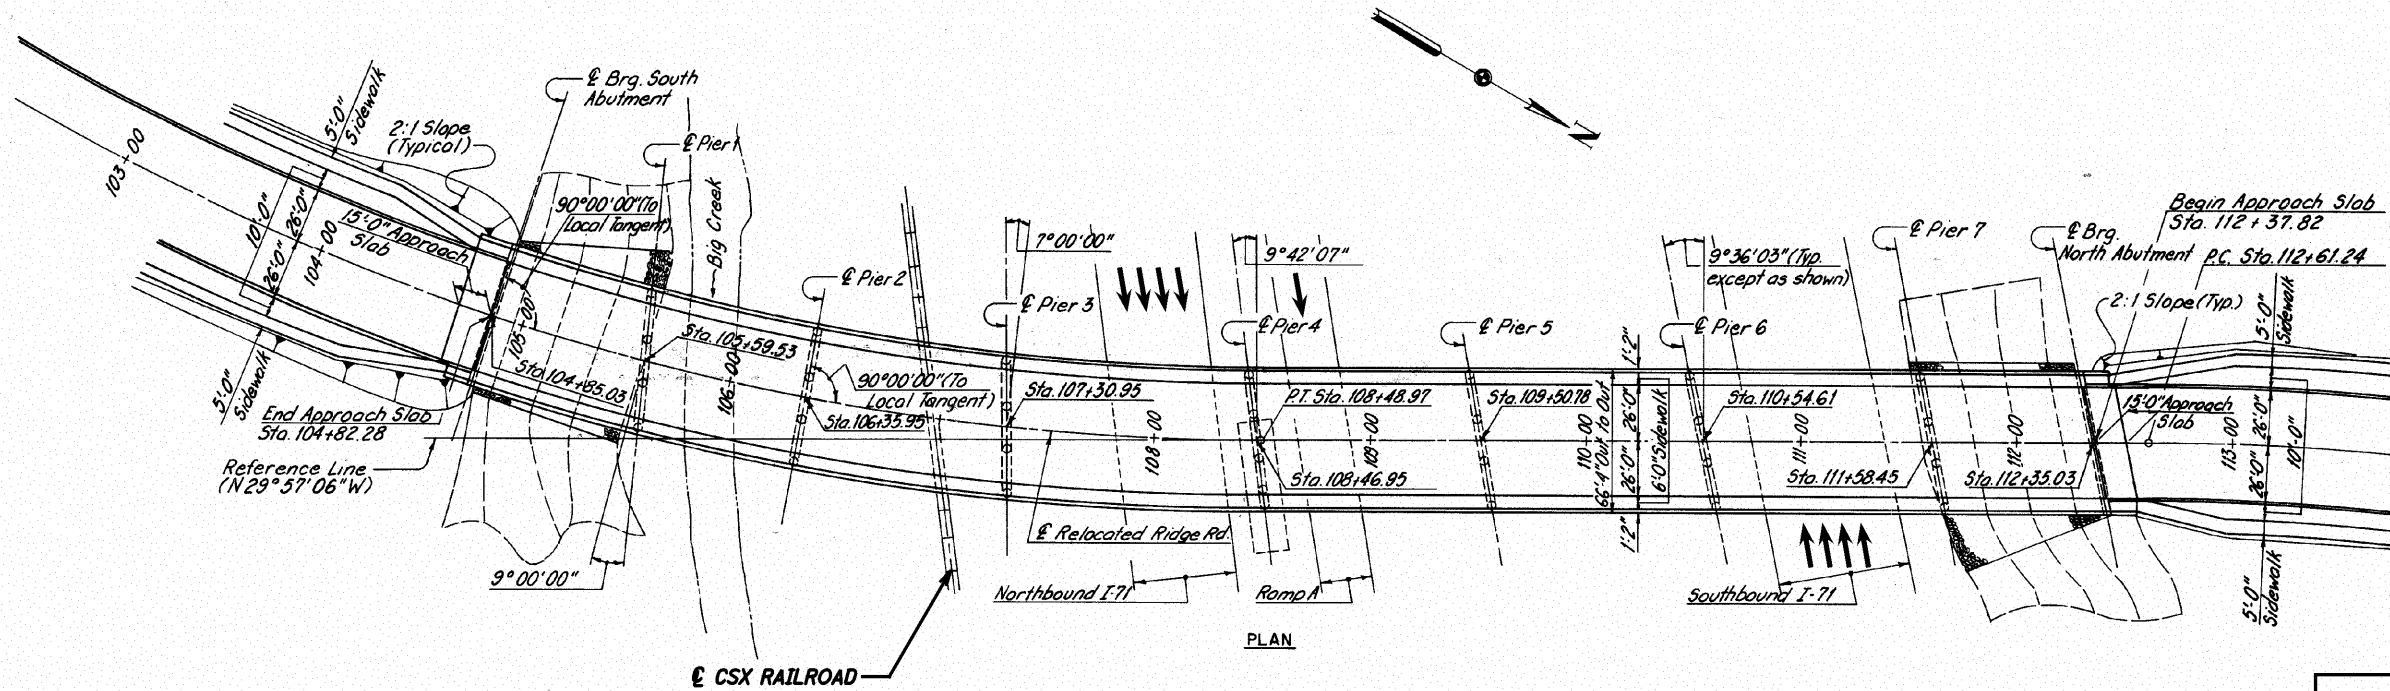 ℄ Brg. South
Abutment
5'-0"
Sidewalk
2:1 Slope
(Typical)
℄ Pier 1
103+00
10'-0"
26'-0"
26'-0"
104+00
15'-0" Approach
Slab
90°00'00" (To
Local Tangent)
Big Creek
105+00
Sta. 104+85.03
Sta. 105+59.53
106+00
℄ Pier 2
90°00'00" (To
Local Tangent)
Sta. 106+35.95
5'-0"
Sidewalk
End Approach Slab
Sta. 104+82.28
Reference Line
(N 29°57'06" W)
9°00'00"
℄ CSX RAILROAD
7°00'00"
℄ Pier 3
Sta. 107+30.95
108+00
℄ Relocated Ridge Rd.
Northbound I-71
9°42'07"
℄ Pier 4
P.T. Sta. 108+48.97
109+00
Sta. 108+46.95
Ramp A
PLAN
N
℄ Pier 5
Sta. 109+50.78
110+00
66'-4" Out to Out
1'-2"
26'-0"
26'-0"
1'-2"
6'-0" Sidewalk
9°36'03" (Typ.
except as shown)
℄ Pier 6
Sta. 110+54.61
111+00
Sta. 111+58.45
Southbound I-71
℄ Pier 7
112+00
Sta. 112+35.03
℄ Brg.
North Abutment
Begin Approach Slab
Sta. 112+37.82
P.C. Sta. 112+61.24
2:1 Slope (Typ.)
5'-0"
Sidewalk
15'-0" Approach
Slab
113+00
26'-0"
26'-0"
10'-0"
5'-0"
Sidewalk